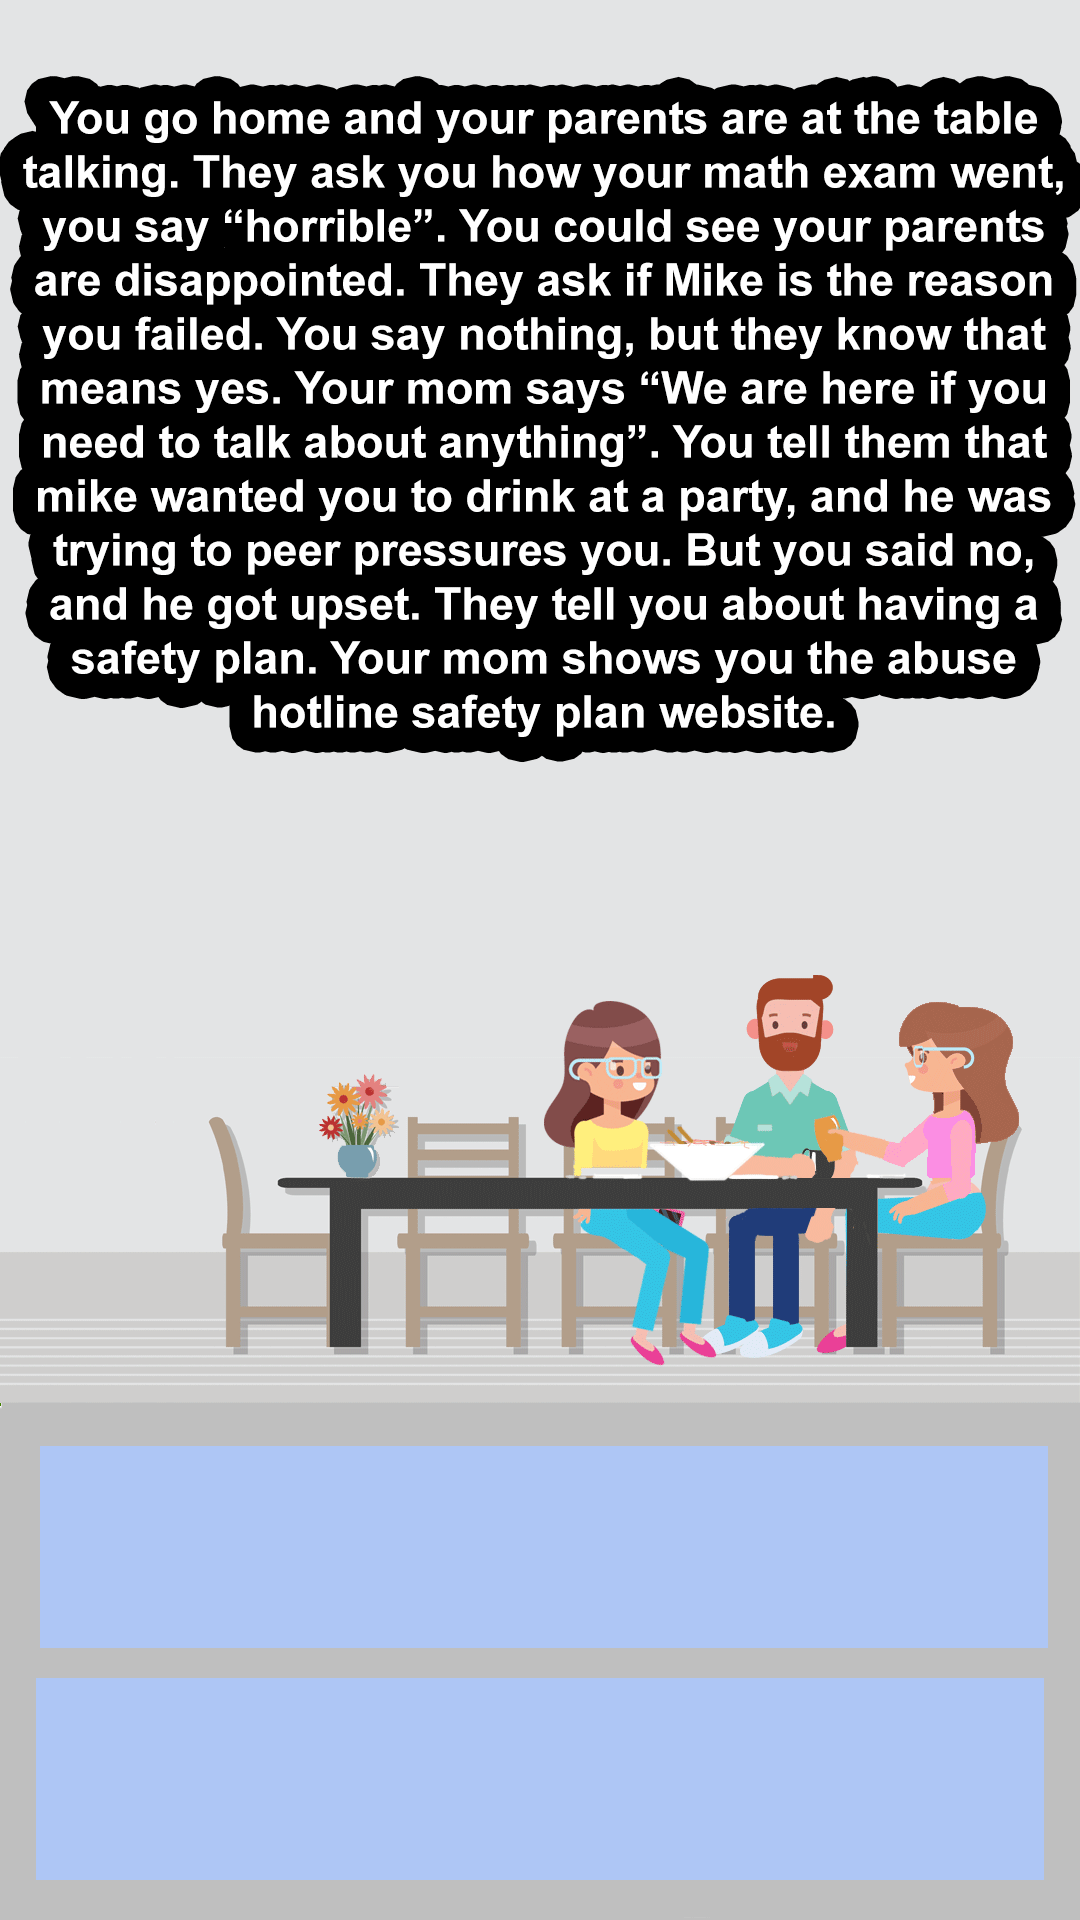 You go home and your parents are at the table
talking. They ask you how your math exam went,
you say “horrible”. You could see your parents
are disappointed. They ask if Mike is the reason
you failed. You say nothing, but they know that
means yes. Your mom says “We are here if you
need to talk about anything”. You tell them that
mike wanted you to drink at a party, and he was
trying to peer pressures you. But you said no,
and he got upset. They tell you about having a
safety plan. Your mom shows you the abuse
hotline safety plan website.